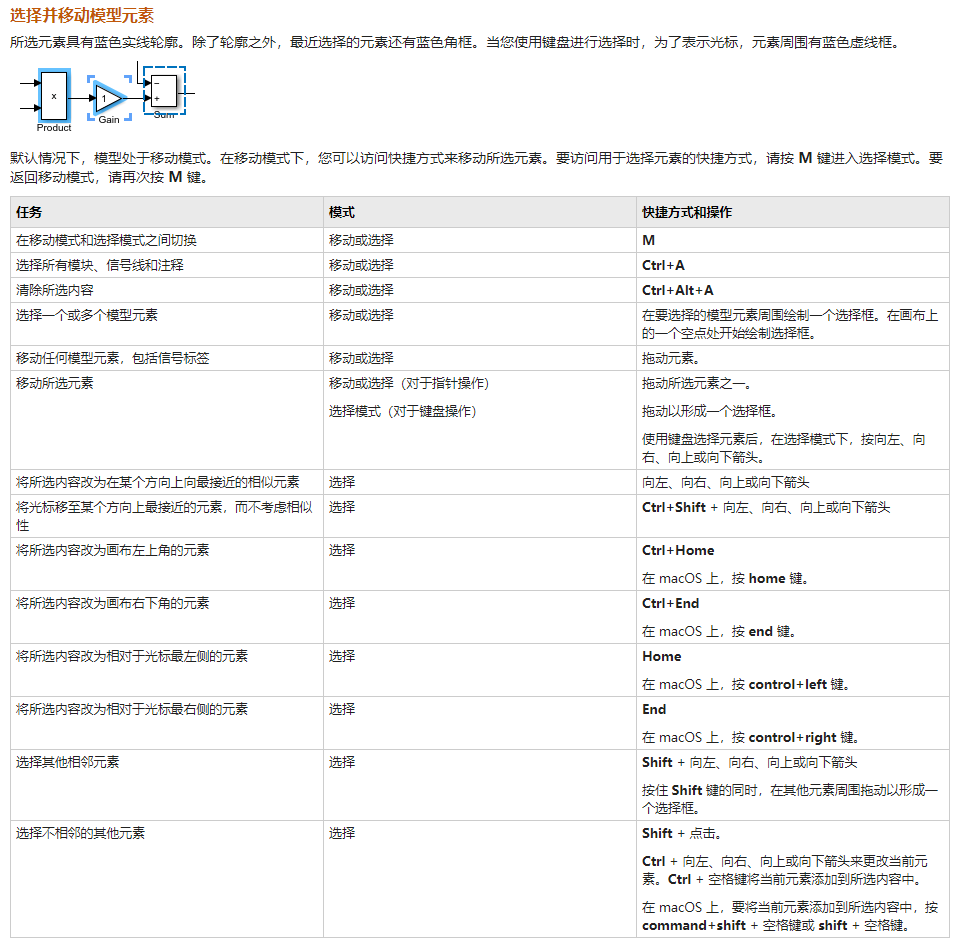 选择并移动模型元素
所选元素具有蓝色实线轮廓。除了轮廓之外，最近选择的元素还有蓝色角框。当您使用键盘进行选择时，为了表示光标，元素周围有蓝色虚线框。
x
1
−
+
Product
Gain
Sum
默认情况下，模型处于移动模式。在移动模式下，您可以访问快捷方式来移动所选元素。要访问用于选择元素的快捷方式，请按 M 键进入选择模式。要
返回移动模式，请再次按 M 键。
任务 模式 快捷方式和操作
在移动模式和选择模式之间切换 移动或选择 M
选择所有模块、信号线和注释 移动或选择 Ctrl+A
清除所选内容 移动或选择 Ctrl+Alt+A
选择一个或多个模型元素 移动或选择 在要选择的模型元素周围绘制一个选择框。在画布上
的一个空点处开始绘制选择框。
移动任何模型元素，包括信号标签 移动或选择 拖动元素。
移动所选元素 移动或选择（对于指针操作） 拖动所选元素之一。
选择模式（对于键盘操作） 拖动以形成一个选择框。
使用键盘选择元素后，在选择模式下，按向左、向
右、向上或向下箭头。
将所选内容改为在某个方向上向最接近的相似元素 选择 向左、向右、向上或向下箭头
将光标移至某个方向上最接近的元素，而不考虑相似 选择 Ctrl+Shift + 向左、向右、向上或向下箭头
性
将所选内容改为画布左上角的元素 选择 Ctrl+Home
在 macOS 上，按 home 键。
将所选内容改为画布右下角的元素 选择 Ctrl+End
在 macOS 上，按 end 键。
将所选内容改为相对于光标最左侧的元素 选择 Home
在 macOS 上，按 control+left 键。
将所选内容改为相对于光标最右侧的元素 选择 End
在 macOS 上，按 control+right 键。
选择其他相邻元素 选择 Shift + 向左、向右、向上或向下箭头
按住 Shift 键的同时，在其他元素周围拖动以形成一
个选择框。
选择不相邻的其他元素 选择 Shift + 点击。
Ctrl + 向左、向右、向上或向下箭头来更改当前元
素。Ctrl + 空格键将当前元素添加到所选内容中。
在 macOS 上，要将当前元素添加到所选内容中，按
command+shift + 空格键或 shift + 空格键。